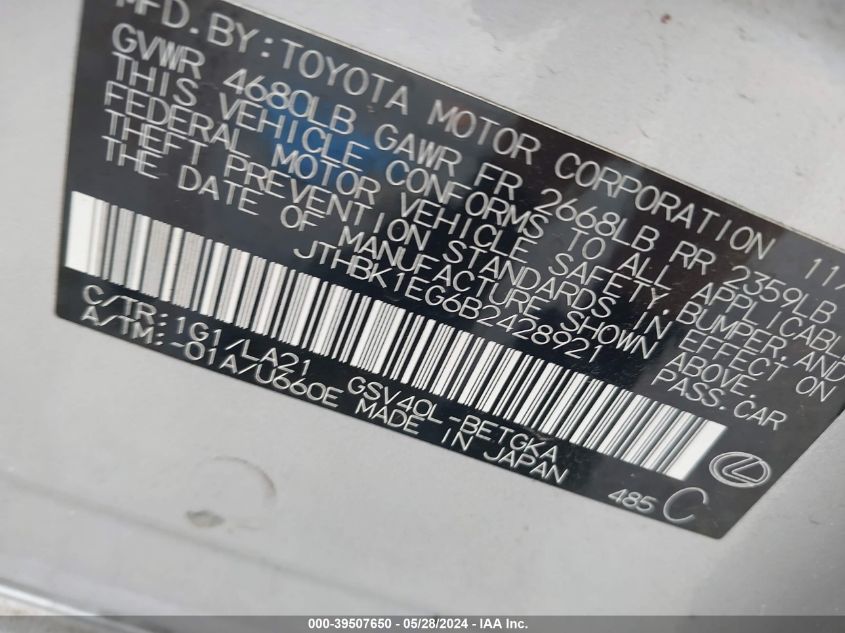 MFD. BY: TOYOTA MOTOR CORPORATION 11/
GVWR 4680LB GAWR FR 2668LB RR 2359LB
THIS VEHICLE CONFORMS TO ALL APPLICABLE
FEDERAL MOTOR VEHICLE SAFETY, BUMPER, AND
THEFT PREVENTION STANDARDS IN EFFECT ON
THE DATE OF MANUFACTURE SHOWN ABOVE.
JTHBK1EG6B2428921 PASS. CAR
C/TR: 1G1/LA21 GSV40L-BETGKA
A/TM: -01A/U660E MADE IN JAPAN
485 C
000-39507650 / 05/28/2024 - IAA Inc.